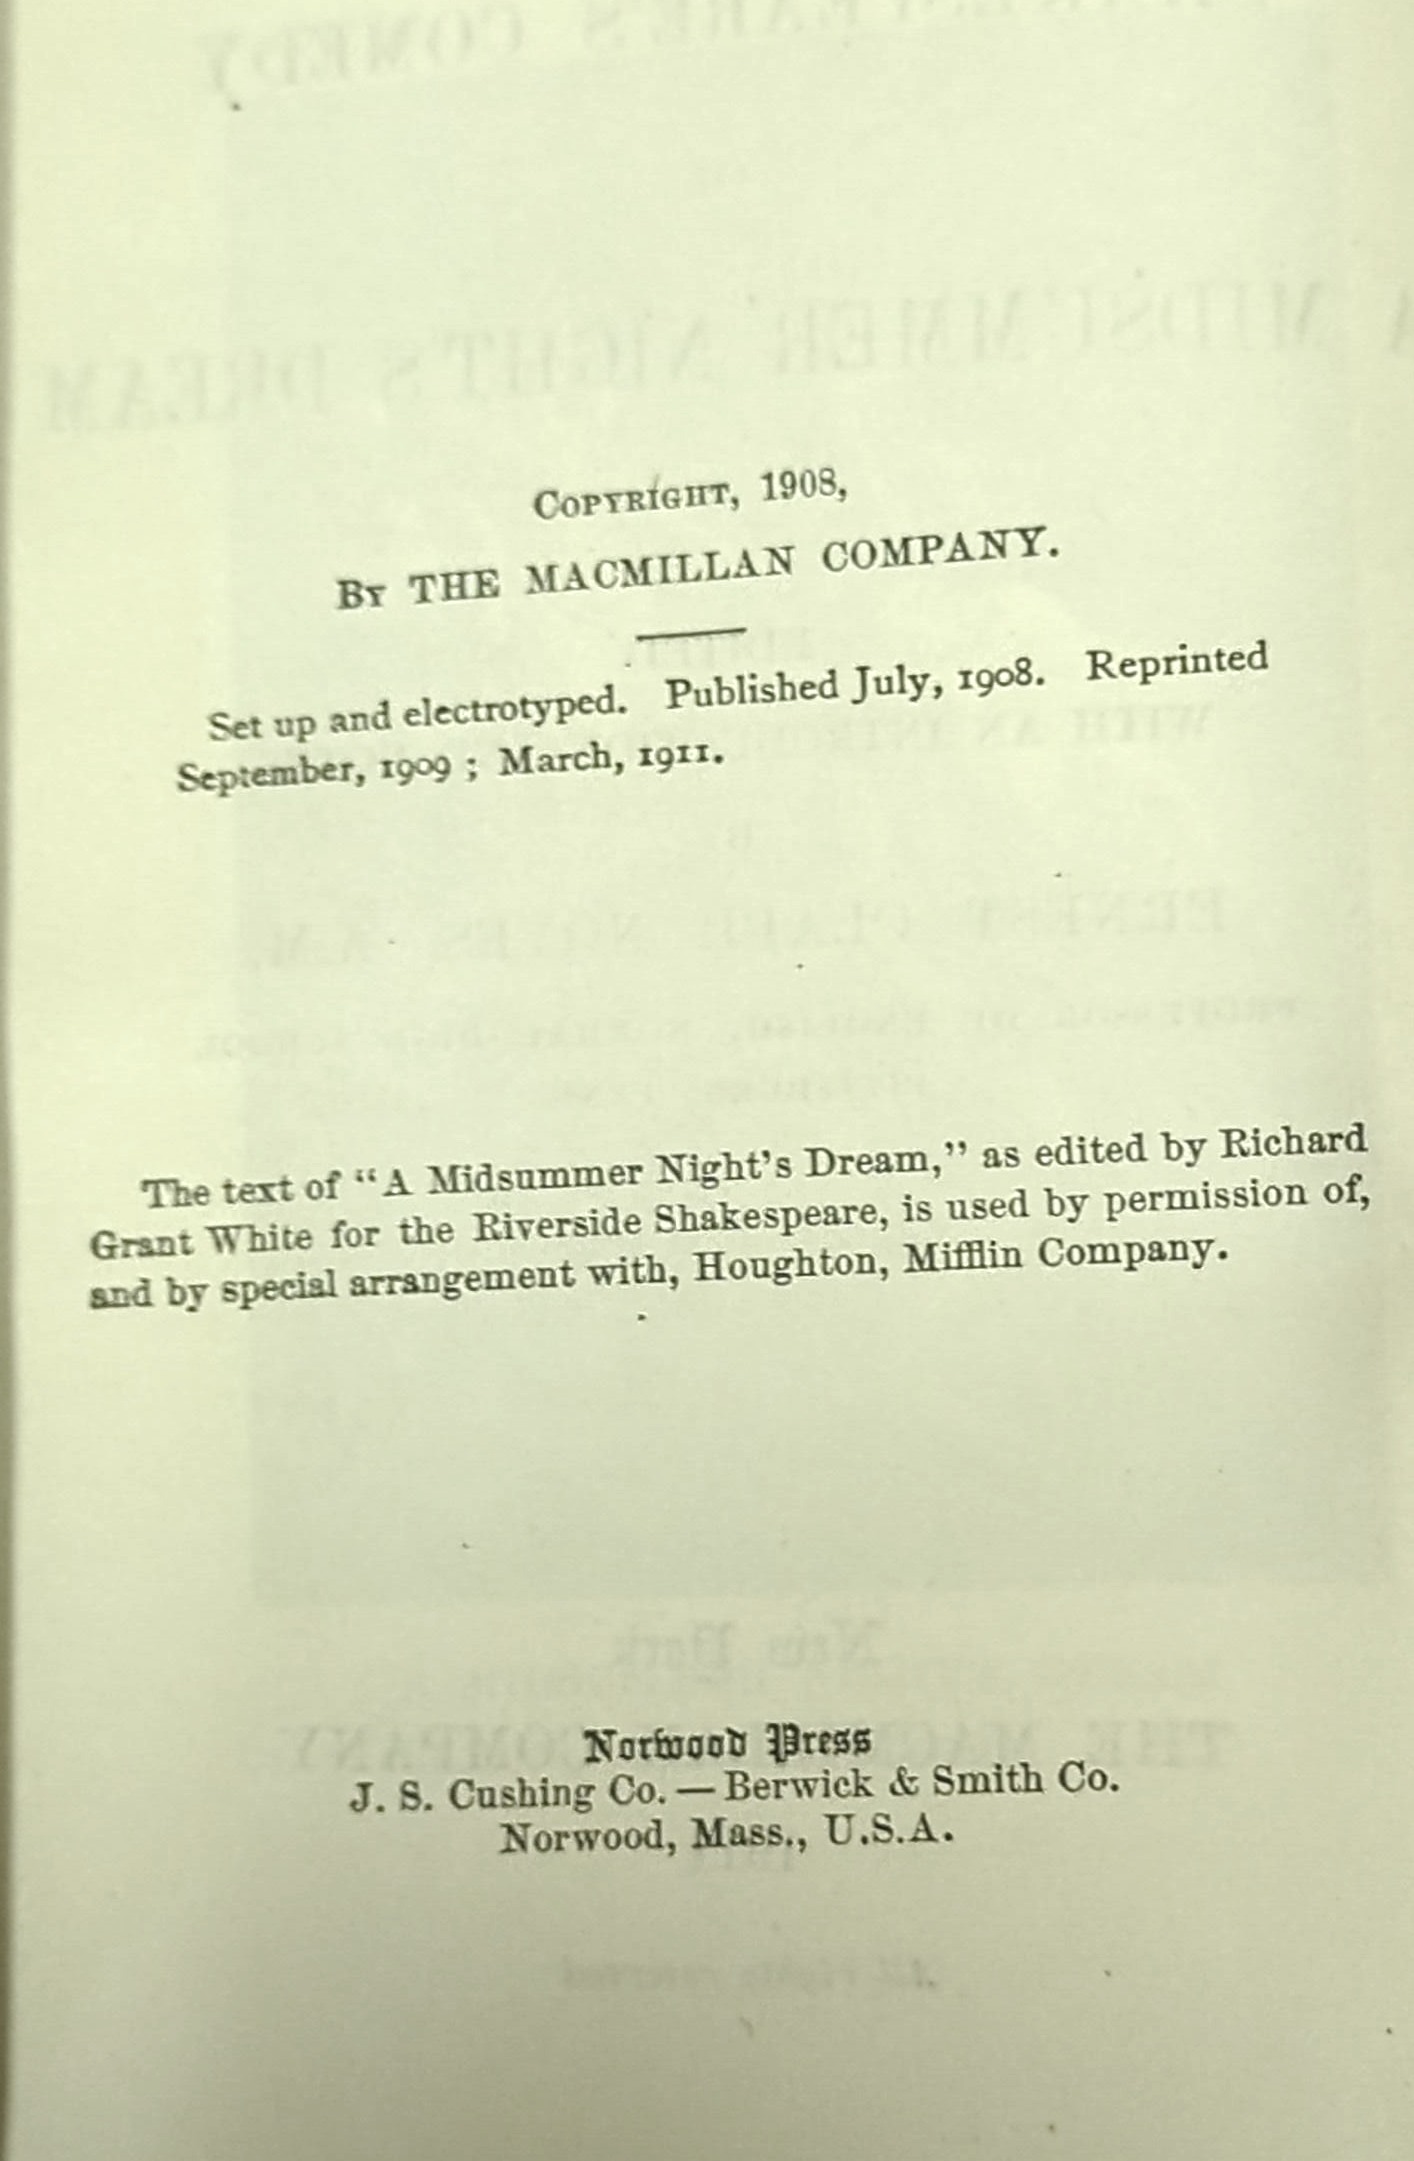 COPYRIGHT, 1908,
BY THE MACMILLAN COMPANY.
Set up and electrotyped. Published July, 1908. Reprinted
September, 1909 ; March, 1911.
The text of “A Midsummer Night’s Dream,” as edited by Richard
Grant White for the Riverside Shakespeare, is used by permission of,
and by special arrangement with, Houghton, Mifflin Company.
Norwood Press
J. S. Cushing Co. — Berwick & Smith Co.
Norwood, Mass., U.S.A.